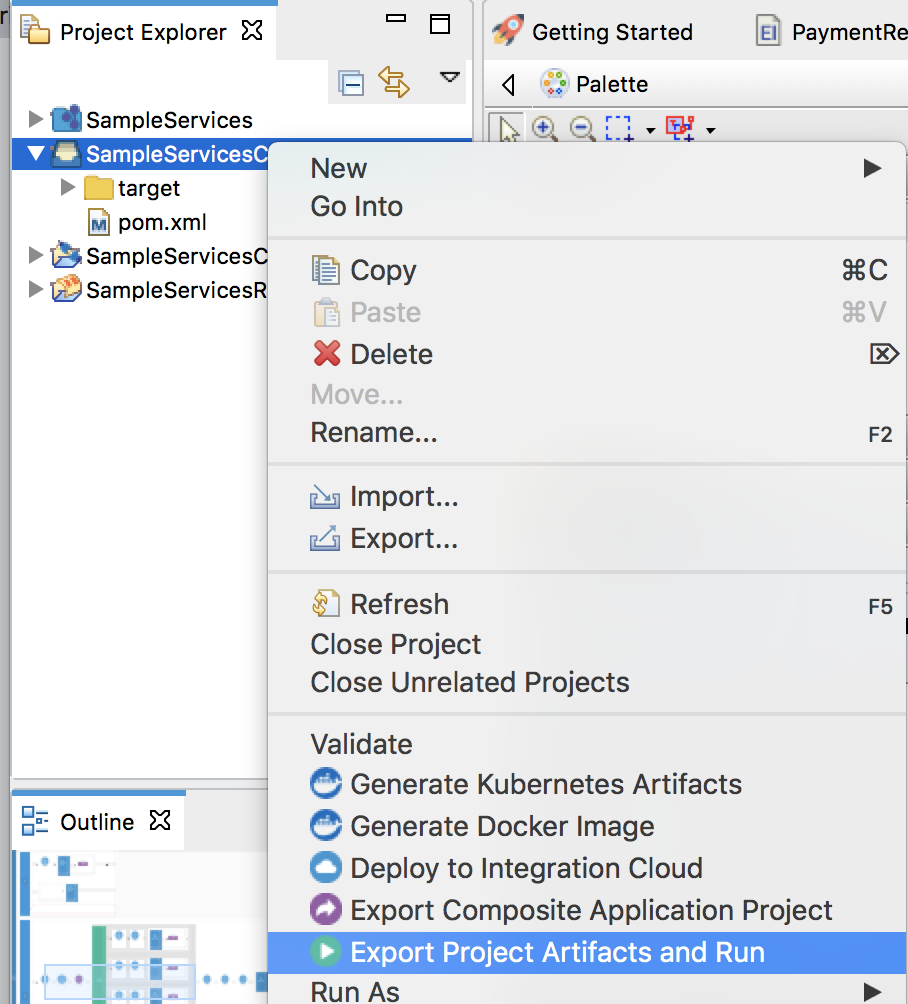 Project Explorer
Getting Started
PaymentRe
Palette
SampleServices
SampleServicesC
target
pom.xml
SampleServicesC
SampleServicesR
New
Go Into
Copy ⌘C
Paste ⌘V
Delete
Move...
Rename... F2
Import...
Export...
Refresh F5
Close Project
Close Unrelated Projects
Validate
Generate Kubernetes Artifacts
Generate Docker Image
Deploy to Integration Cloud
Export Composite Application Project
Export Project Artifacts and Run
Run As
Outline